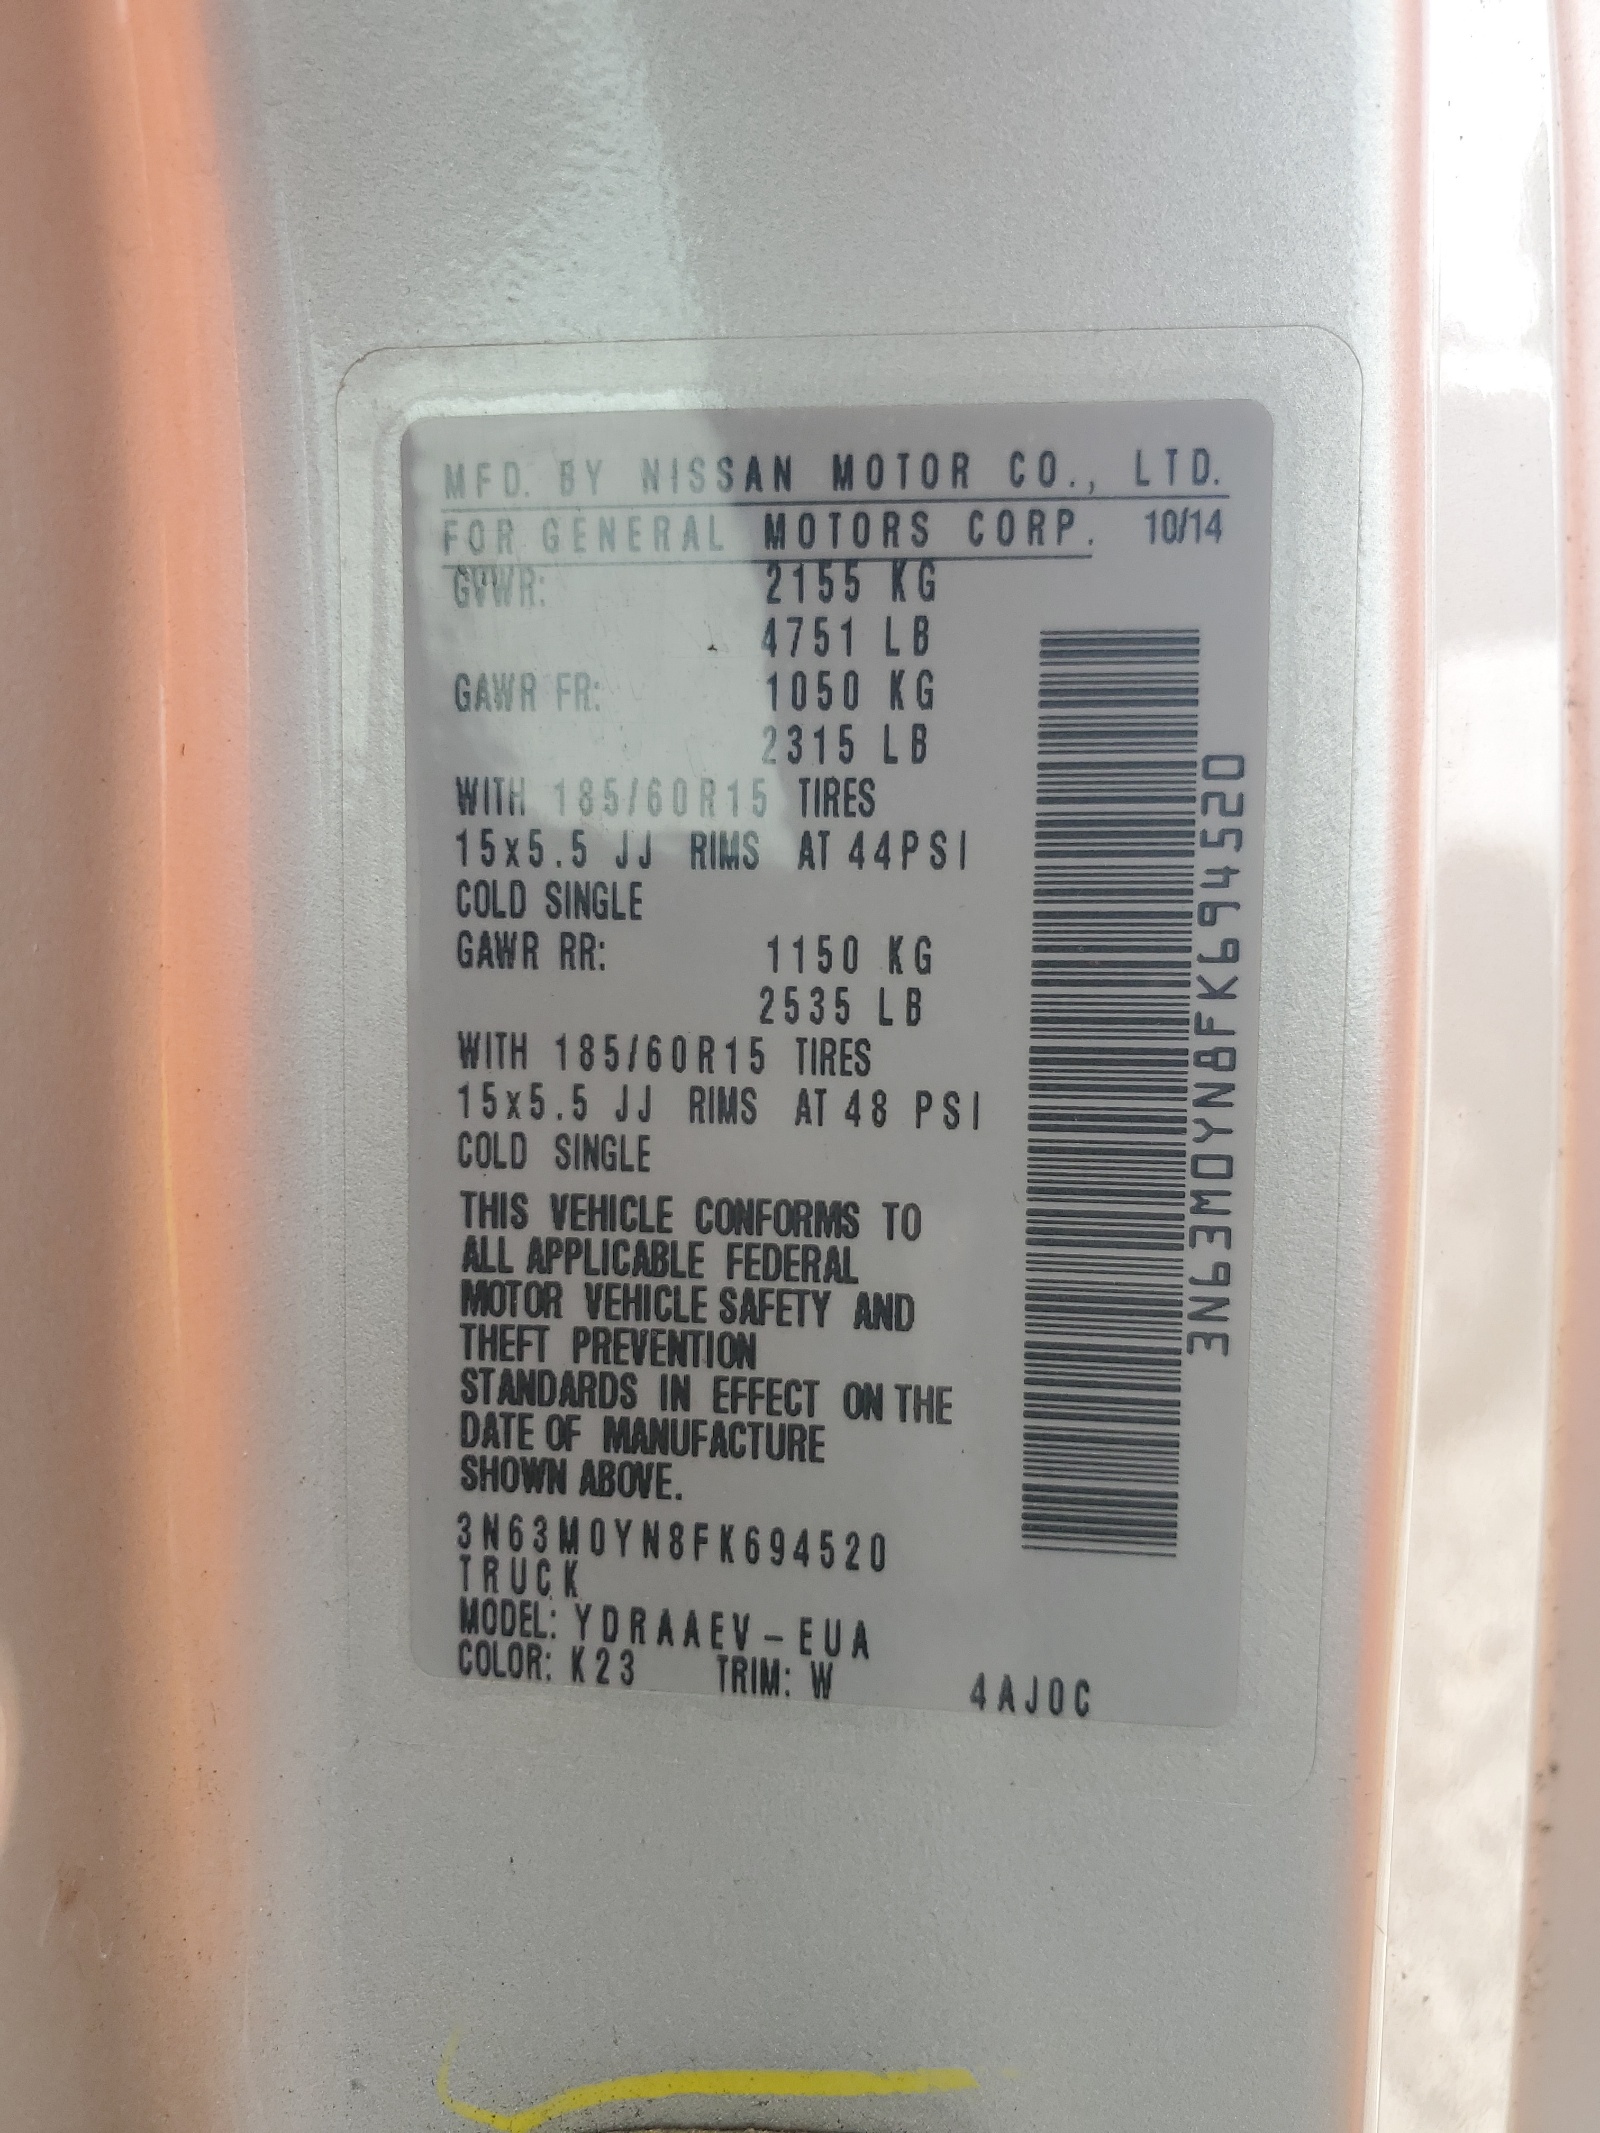 MFD. BY NISSAN MOTOR CO., LTD.
FOR GENERAL MOTORS CORP. 10/14
GVWR: 2155 KG
4751 LB
GAWR FR: 1050 KG
2315 LB
WITH 185/60R15 TIRES
15x5.5 JJ RIMS AT 44PSI
COLD SINGLE
GAWR RR: 1150 KG
2535 LB
WITH 185/60R15 TIRES
15x5.5 JJ RIMS AT 48 PSI
COLD SINGLE
THIS VEHICLE CONFORMS TO
ALL APPLICABLE FEDERAL
MOTOR VEHICLE SAFETY AND
THEFT PREVENTION
STANDARDS IN EFFECT ON THE
DATE OF MANUFACTURE
SHOWN ABOVE.
3N63M0YN8FK694520
TRUCK
MODEL: YDRAAEV-EUA
COLOR: K23 TRIM: W 4AJ0C
3N63M0YN8FK694520